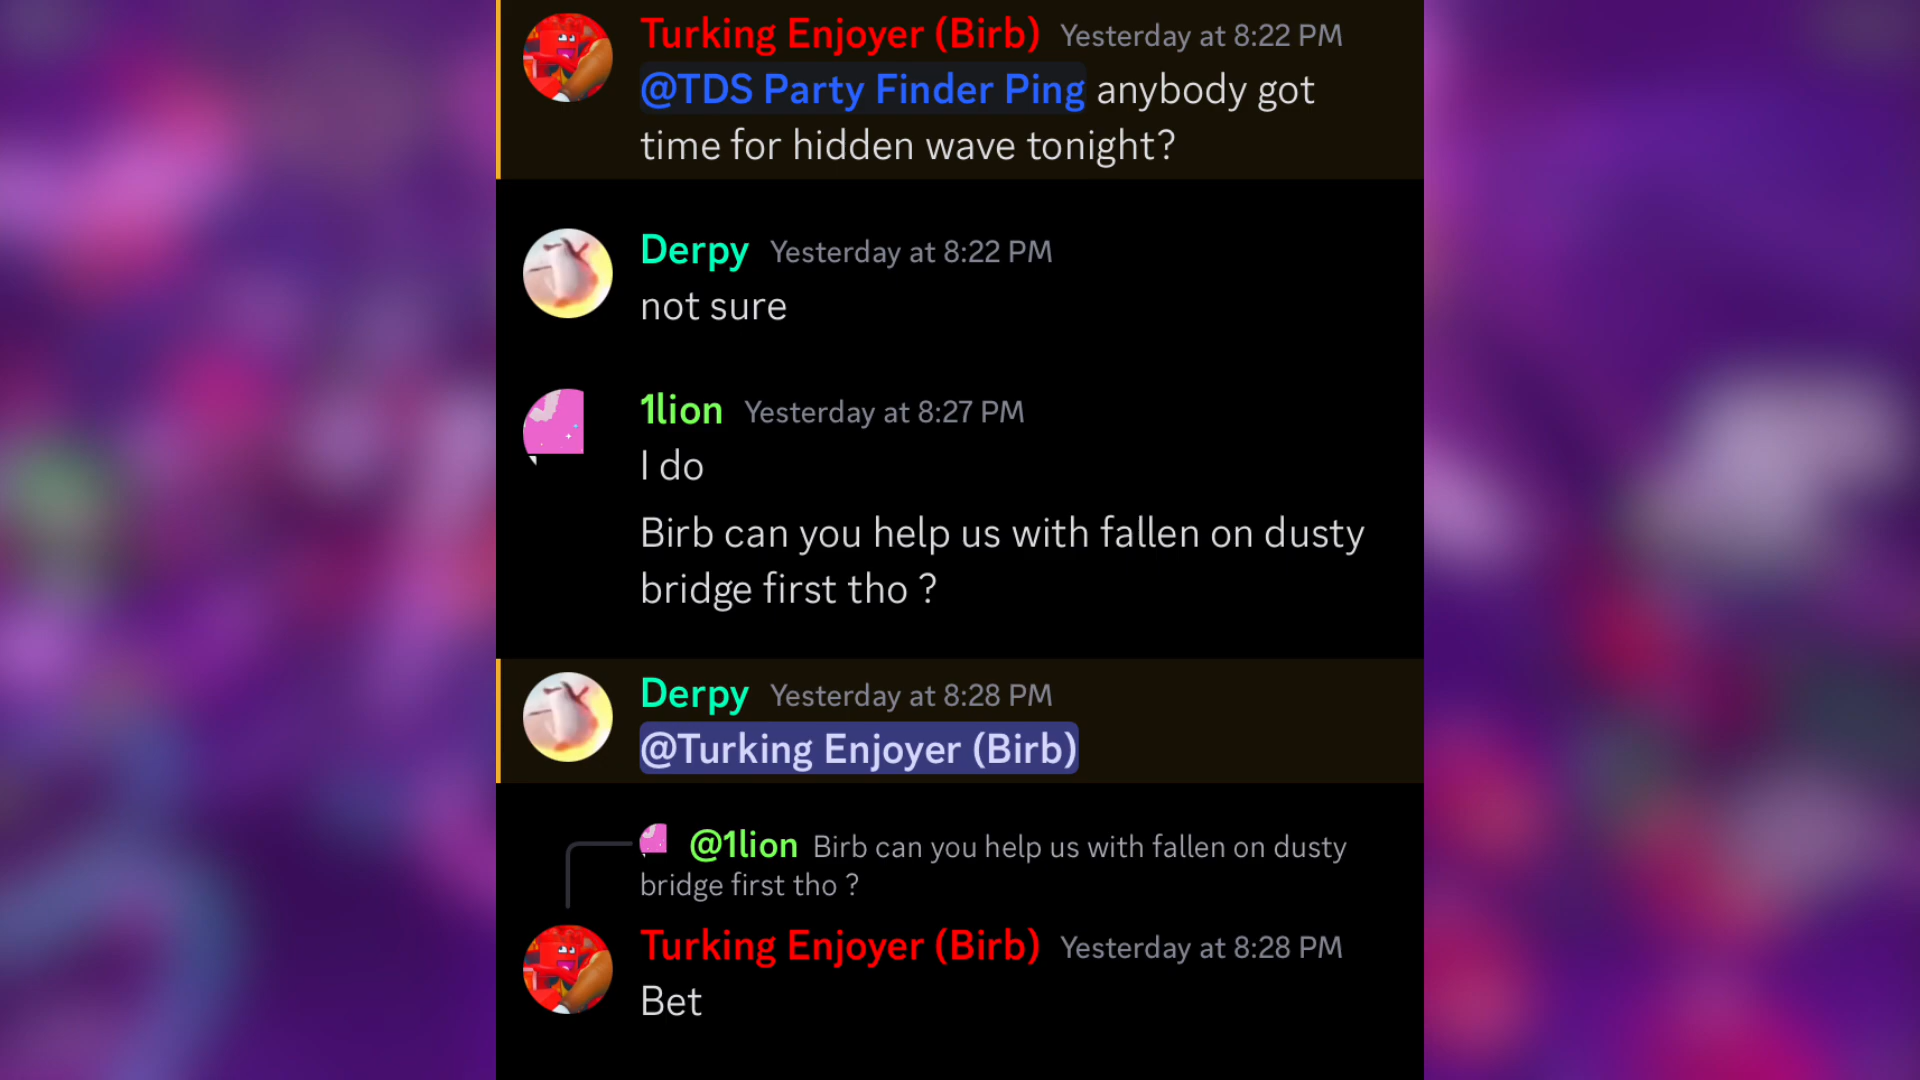 Turking Enjoyer (Birb) Yesterday at 8:22 PM
@TDS Party Finder Ping anybody got
time for hidden wave tonight?
Derpy Yesterday at 8:22 PM
not sure
1lion Yesterday at 8:27 PM
I do
Birb can you help us with fallen on dusty
bridge first tho ?
Derpy Yesterday at 8:28 PM
@Turking Enjoyer (Birb)
@1lion Birb can you help us with fallen on dusty
bridge first tho ?
Turking Enjoyer (Birb) Yesterday at 8:28 PM
Bet